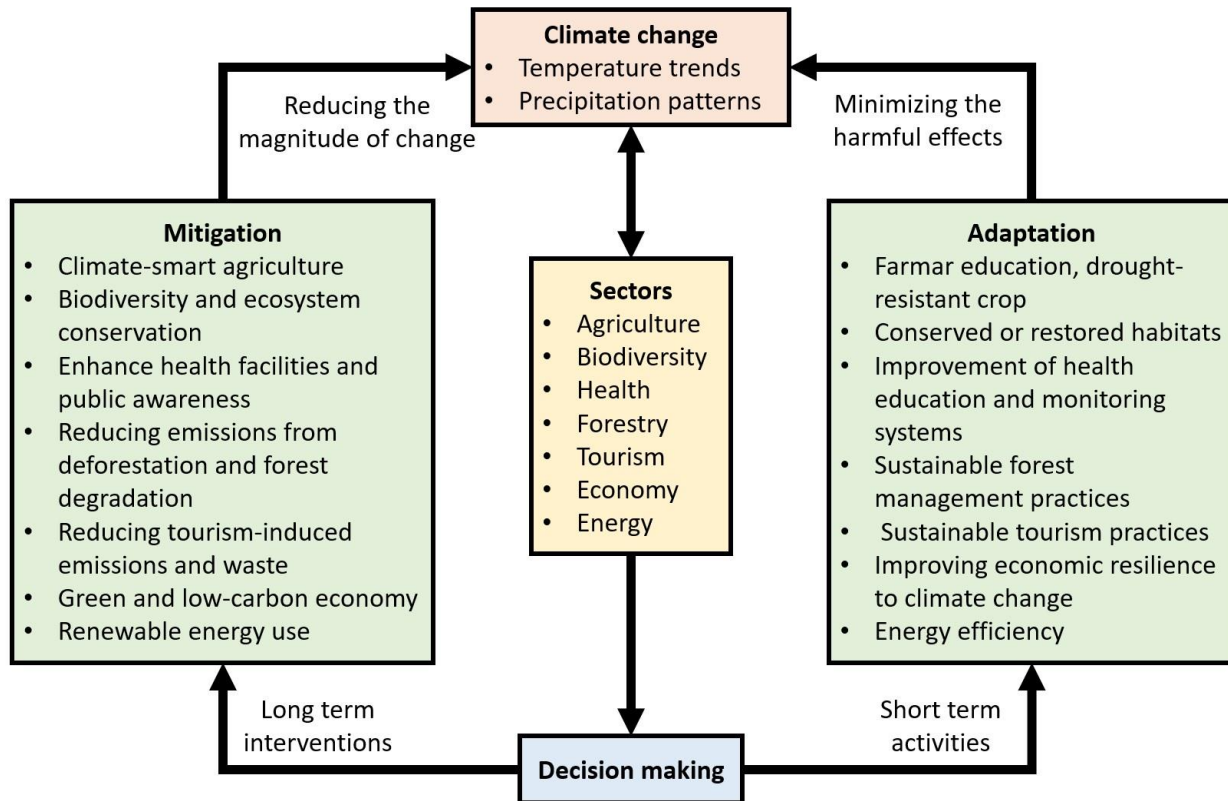 Climate change
• Temperature trends
• Precipitation patterns
Reducing the
magnitude of change
Minimizing the
harmful effects
Mitigation
• Climate-smart agriculture
• Biodiversity and ecosystem
conservation
• Enhance health facilities and
public awareness
• Reducing emissions from
deforestation and forest
degradation
• Reducing tourism-induced
emissions and waste
• Green and low-carbon economy
• Renewable energy use
Sectors
• Agriculture
• Biodiversity
• Health
• Forestry
• Tourism
• Economy
• Energy
Adaptation
• Farmar education, drought-
resistant crop
• Conserved or restored habitats
• Improvement of health
education and monitoring
systems
• Sustainable forest
management practices
• Sustainable tourism practices
• Improving economic resilience
to climate change
• Energy efficiency
Long term
interventions
Short term
activities
Decision making